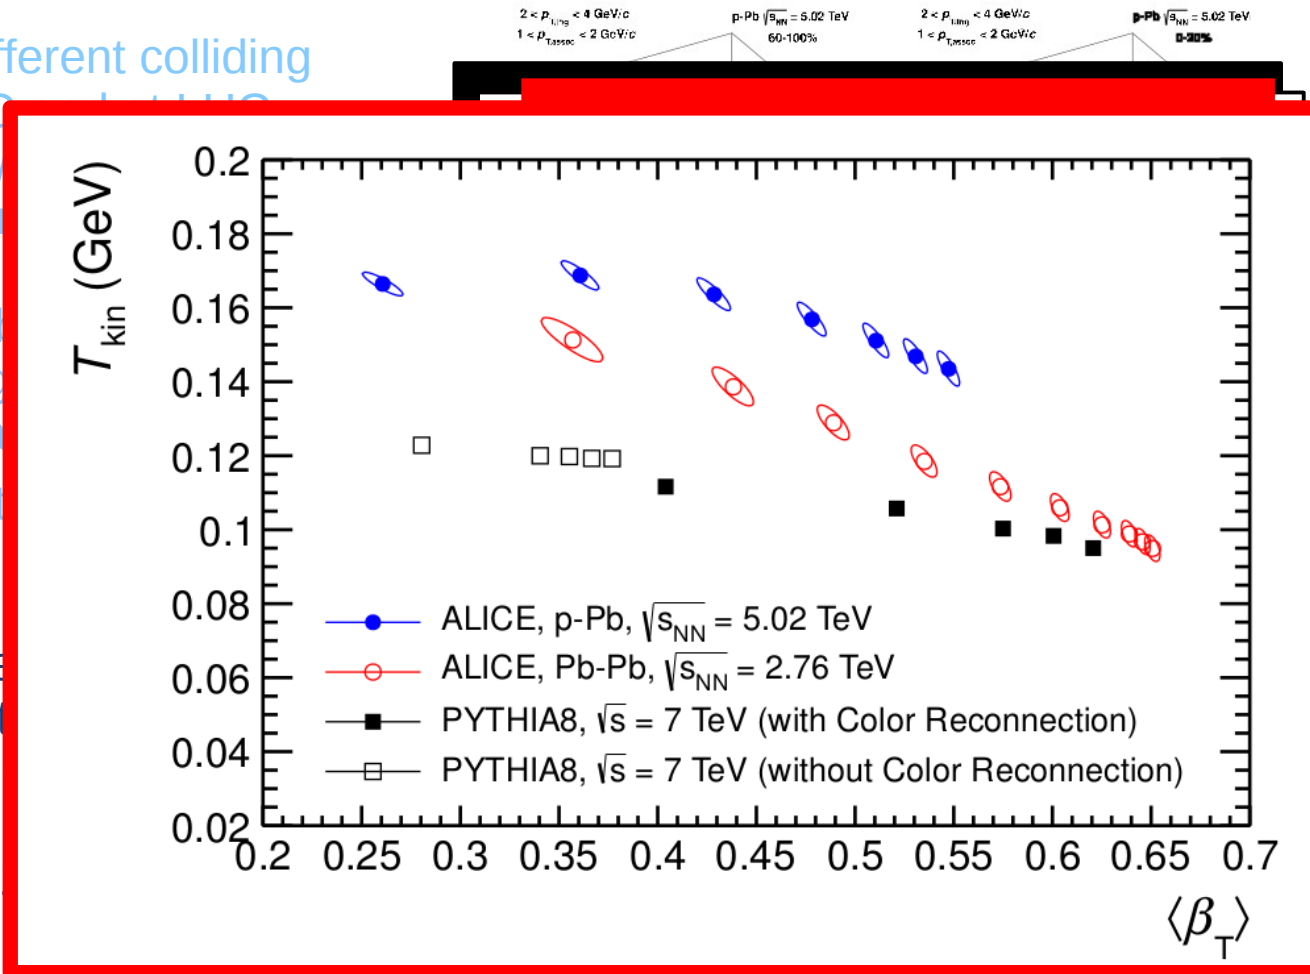 2 < p_T,trig < 4 GeV/c
1 < p_T,assoc < 2 GeV/c
p-Pb √s_NN = 5.02 TeV
60-100%
2 < p_T,trig < 4 GeV/c
1 < p_T,assoc < 2 GeV/c
p-Pb √s_NN = 5.02 TeV
0-20%
colliding
T_kin (GeV)
0.2
0.18
0.16
0.14
0.12
0.1
0.08
0.06
0.04
0.02
ALICE, p-Pb, √s_NN = 5.02 TeV
ALICE, Pb-Pb, √s_NN = 2.76 TeV
PYTHIA8, √s = 7 TeV (with Color Reconnection)
PYTHIA8, √s = 7 TeV (without Color Reconnection)
0.2 0.25 0.3 0.35 0.4 0.45 0.5 0.55 0.6 0.65 0.7
⟨β_T⟩